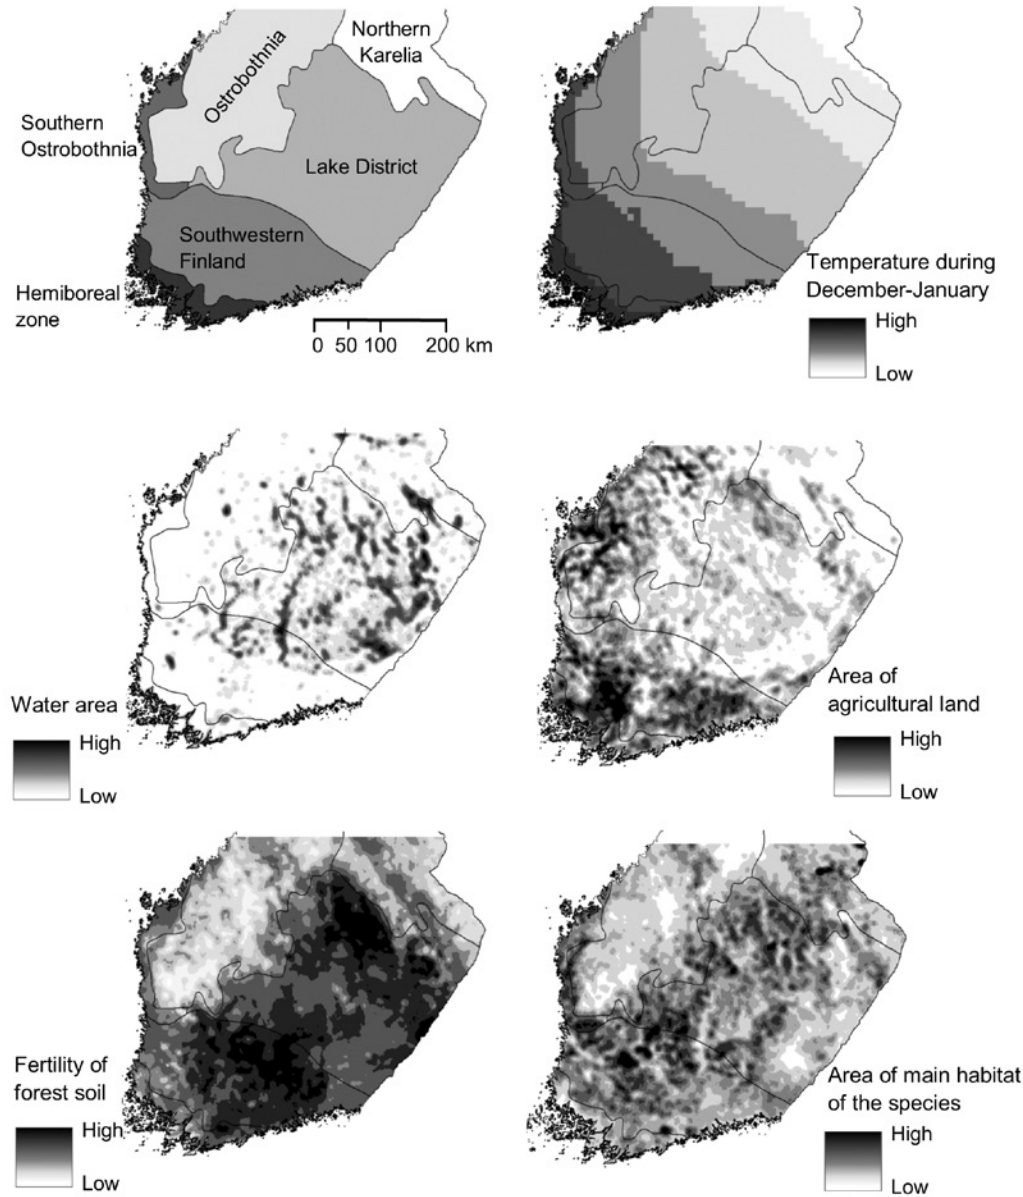 Northern
Karelia
Ostrobothnia
Southern
Ostrobothnia
Lake District
Southwestern
Finland
Hemiboreal
zone
0 50 100 200 km
Temperature during
December-January
High
Low
Water area
High
Low
Area of
agricultural land
High
Low
Fertility of
forest soil
High
Low
Area of main habitat
of the species
High
Low